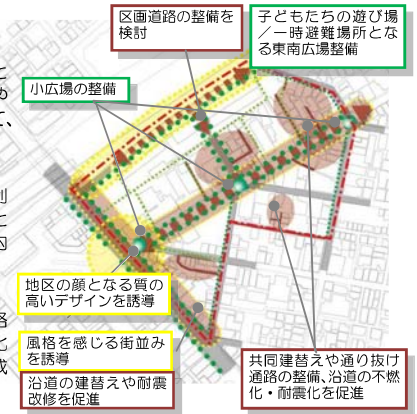 区画道路の整備を
検討
子どもたちの遊び場
／一時避難場所とな
る東南広場整備
小広場の整備
地区の顔となる質の
高いデザインを誘導
風格を感じる街並み
を誘導
沿道の建替えや耐震
改修を促進
共同建替えや通り抜け
通路の整備、沿道の不燃
化・耐震化を促進